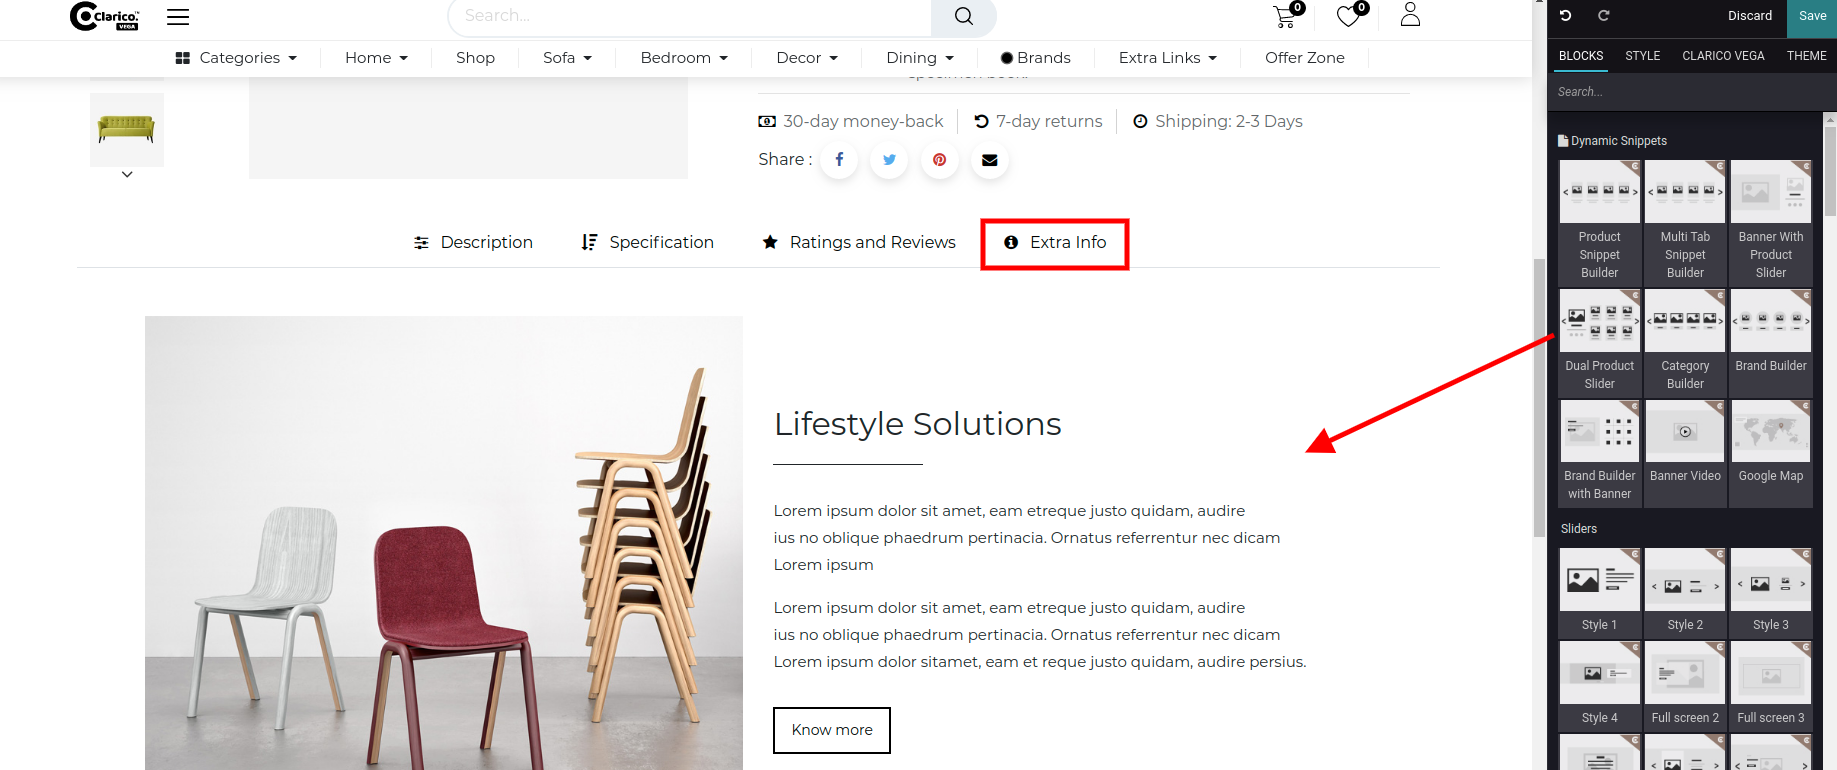 Clarico.™
VEGA
Search...
0
0
Discard
Save
Categories
Home
Shop
Sofa
Bedroom
Decor
Dining
Brands
Extra Links
Offer Zone
BLOCKS
STYLE
CLARICO VEGA
THEME
Search...
specimen book.
30-day money-back
7-day returns
Shipping: 2-3 Days
Share :
Description
Specification
Ratings and Reviews
Extra Info
Lifestyle Solutions
Lorem ipsum dolor sit amet, eam etreque justo quidam, audire
ius no oblique phaedrum pertinacia. Ornatus referrentur nec dicam
Lorem ipsum
Lorem ipsum dolor sit amet, eam etreque justo quidam, audire
ius no oblique phaedrum pertinacia. Ornatus referrentur nec dicam
Lorem ipsum dolor sitamet, eam et reque justo quidam, audire persius.
Know more
Dynamic Snippets
Product
Snippet
Builder
Multi Tab
Snippet
Builder
Banner With
Product
Slider
Dual Product
Slider
Category
Builder
Brand Builder
Brand Builder
with Banner
Banner Video
Google Map
Sliders
Style 1
Style 2
Style 3
Style 4
Full screen 2
Full screen 3